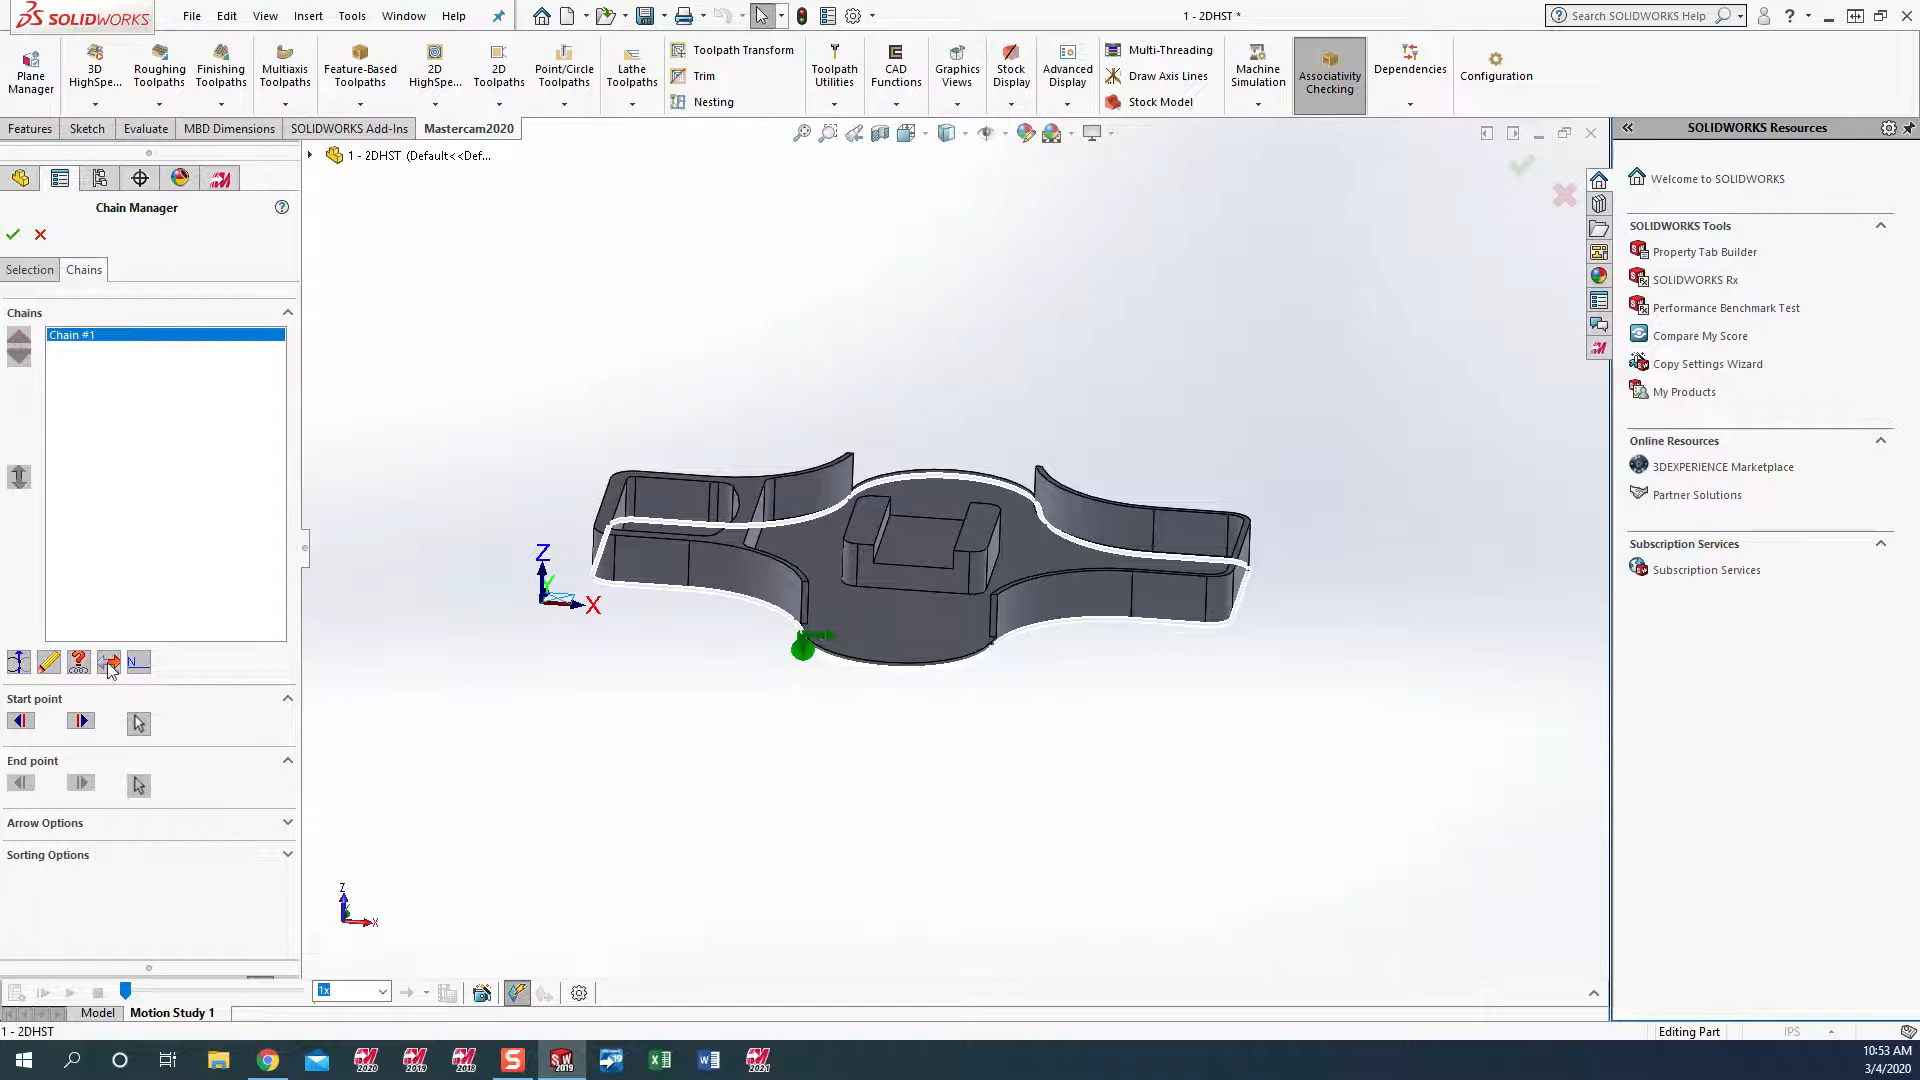 SOLIDWORKS
File Edit View Insert Tools Window Help
1 - 2DHST *
Search SOLIDWORKS Help
Plane Manager
3D HighSpe...
Roughing Toolpaths
Finishing Toolpaths
Multiaxis Toolpaths
Feature-Based Toolpaths
2D HighSpe...
2D Toolpaths
Point/Circle Toolpaths
Lathe Toolpaths
Toolpath Transform
Trim
Nesting
Toolpath Utilities
CAD Functions
Graphics Views
Stock Display
Advanced Display
Multi-Threading
Draw Axis Lines
Stock Model
Machine Simulation
Associativity Checking
Dependencies
Configuration
Features Sketch Evaluate MBD Dimensions SOLIDWORKS Add-Ins Mastercam2020
1 - 2DHST (Default<<Def...
Chain Manager
Selection Chains
Chains
Chain #1
N
Start point
End point
Arrow Options
Sorting Options
Z
Y
X
Z
X
SOLIDWORKS Resources
Welcome to SOLIDWORKS
SOLIDWORKS Tools
Property Tab Builder
SOLIDWORKS Rx
Performance Benchmark Test
Compare My Score
Copy Settings Wizard
My Products
Online Resources
3DEXPERIENCE Marketplace
Partner Solutions
Subscription Services
Subscription Services
1x
Model Motion Study 1
1 - 2DHST
Editing Part
IPS
2020
2019
2018
S
SW 2019
2021
10:53 AM
3/4/2020